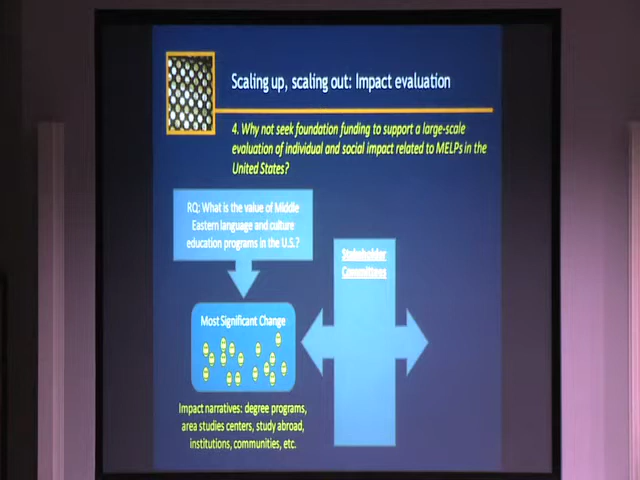 Scaling up, scaling out: Impact evaluation
4. Why not seek foundation funding to support a large-scale
evaluation of individual and social impact related to MELPs in the
United States?
RQ: What is the value of Middle
Eastern language and culture
education programs in the U.S.?
Stakeholder
Committees
Most Significant Change
Impact narratives: degree programs,
area studies centers, study abroad,
institutions, communities, etc.